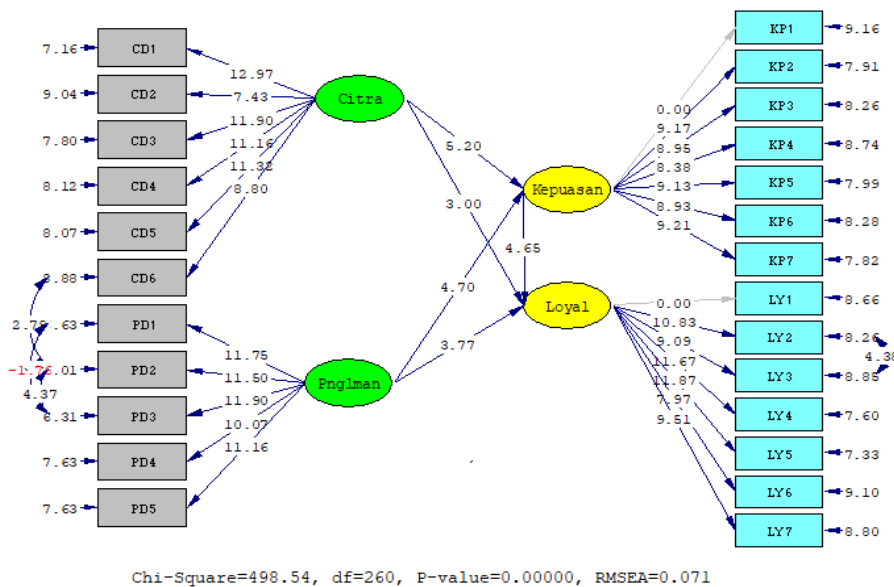 7.16 CD1
9.04 CD2
7.80 CD3
8.12 CD4
8.07 CD5
CD6
PD1
PD2
6.31 PD3
7.63 PD4
7.63 PD5
2.79
-1.76
4.37
12.97
7.43
11.90
11.16
11.32
8.80
11.75
11.50
11.90
10.07
11.16
Citra
Pnglman
5.20
3.00
4.65
4.70
3.77
Kepuasan
Loyal
0.00
9.17
8.95
8.38
9.13
8.93
9.21
0.00
10.83
9.09
11.67
11.87
7.97
9.51
KP1 9.16
KP2 7.91
KP3 8.26
KP4 8.74
KP5 7.99
KP6 8.28
KP7 7.82
LY1 8.66
LY2 8.26
LY3 8.85
4.38
LY4 7.60
LY5 7.33
LY6 9.10
LY7 8.80
Chi-Square=498.54, df=260, P-value=0.00000, RMSEA=0.071